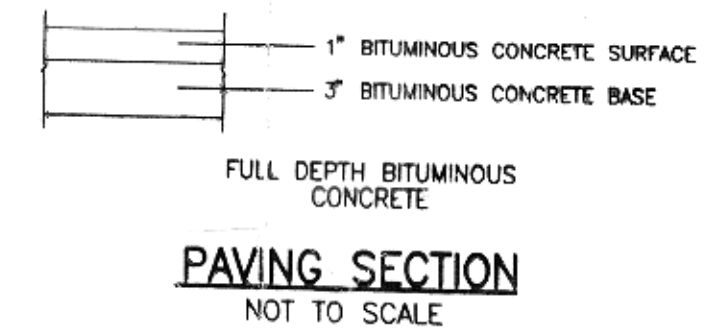 1" BITUMINOUS CONCRETE SURFACE
3" BITUMINOUS CONCRETE BASE
FULL DEPTH BITUMINOUS
CONCRETE
PAVING SECTION
NOT TO SCALE